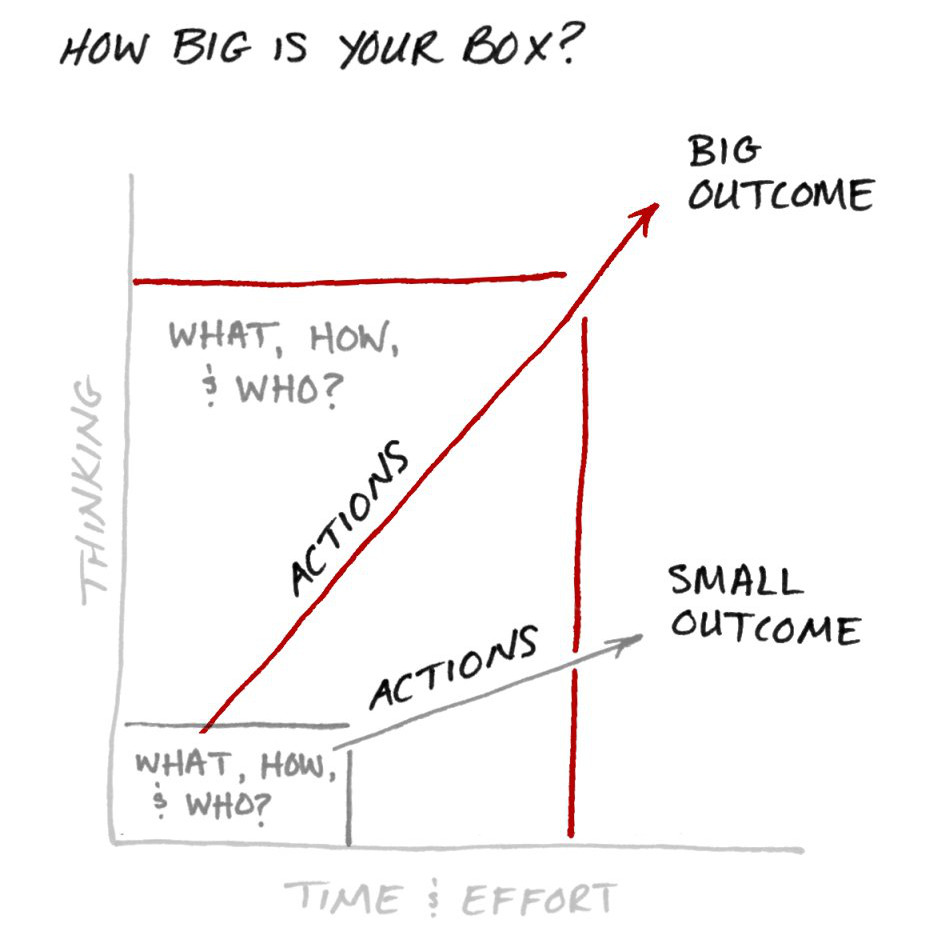 HOW BIG IS YOUR BOX?
BIG
OUTCOME
WHAT, HOW,
& WHO?
THINKING
ACTIONS
SMALL
OUTCOME
ACTIONS
WHAT, HOW,
& WHO?
TIME & EFFORT